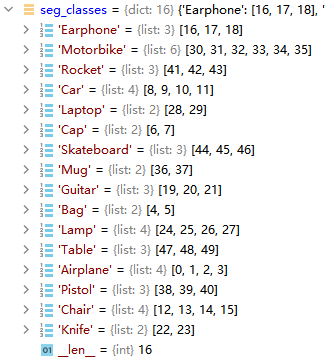 seg_classes = {dict: 16} {'Earphone': [16, 17, 18], '
'Earphone' = {list: 3} [16, 17, 18]
'Motorbike' = {list: 6} [30, 31, 32, 33, 34, 35]
'Rocket' = {list: 3} [41, 42, 43]
'Car' = {list: 4} [8, 9, 10, 11]
'Laptop' = {list: 2} [28, 29]
'Cap' = {list: 2} [6, 7]
'Skateboard' = {list: 3} [44, 45, 46]
'Mug' = {list: 2} [36, 37]
'Guitar' = {list: 3} [19, 20, 21]
'Bag' = {list: 2} [4, 5]
'Lamp' = {list: 4} [24, 25, 26, 27]
'Table' = {list: 3} [47, 48, 49]
'Airplane' = {list: 4} [0, 1, 2, 3]
'Pistol' = {list: 3} [38, 39, 40]
'Chair' = {list: 4} [12, 13, 14, 15]
'Knife' = {list: 2} [22, 23]
01 __len__ = {int} 16